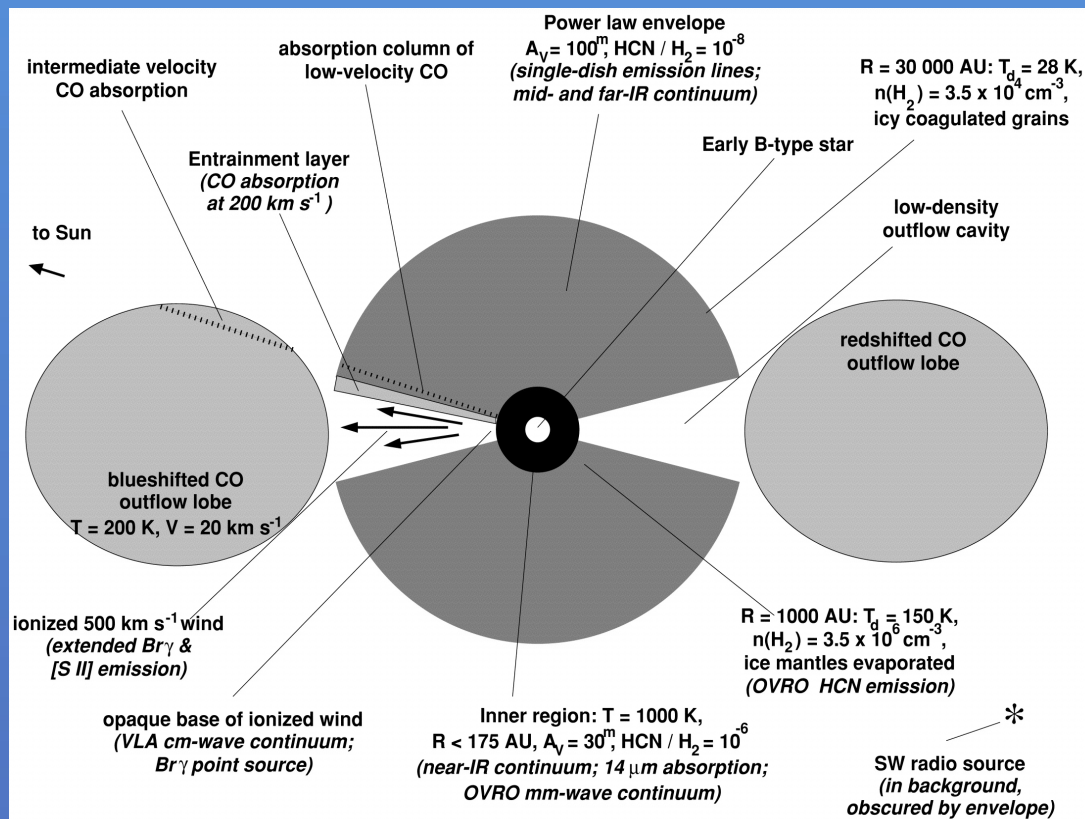 intermediate velocity
CO absorption
absorption column of
low-velocity CO
Power law envelope
A_V = 100^m, HCN / H_2 = 10^-8
(single-dish emission lines;
mid- and far-IR continuum)
R = 30 000 AU: T_d = 28 K,
n(H_2) = 3.5 x 10^4 cm^-3,
icy coagulated grains
Entrainment layer
(CO absorption
at 200 km s^-1)
Early B-type star
low-density
outflow cavity
to Sun
redshifted CO
outflow lobe
blueshifted CO
outflow lobe
T = 200 K, V = 20 km s^-1
ionized 500 km s^-1 wind
(extended Brγ &
[S II] emission)
opaque base of ionized wind
(VLA cm-wave continuum;
Brγ point source)
Inner region: T = 1000 K,
R < 175 AU, A_V = 30^m, HCN / H_2 = 10^-6
(near-IR continuum; 14 μm absorption;
OVRO mm-wave continuum)
R = 1000 AU: T_d = 150 K,
n(H_2) = 3.5 x 10^6 cm^-3,
ice mantles evaporated
(OVRO HCN emission)
SW radio source
(in background,
obscured by envelope)